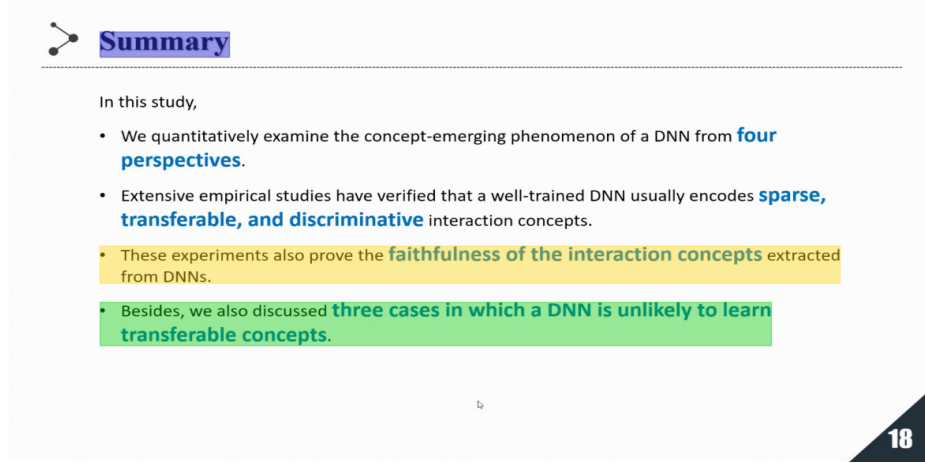 Summary
In this study,
• We quantitatively examine the concept-emerging phenomenon of a DNN from four
perspectives.
• Extensive empirical studies have verified that a well-trained DNN usually encodes sparse,
transferable, and discriminative interaction concepts.
• These experiments also prove the faithfulness of the interaction concepts extracted
from DNNs.
• Besides, we also discussed three cases in which a DNN is unlikely to learn
transferable concepts.
18